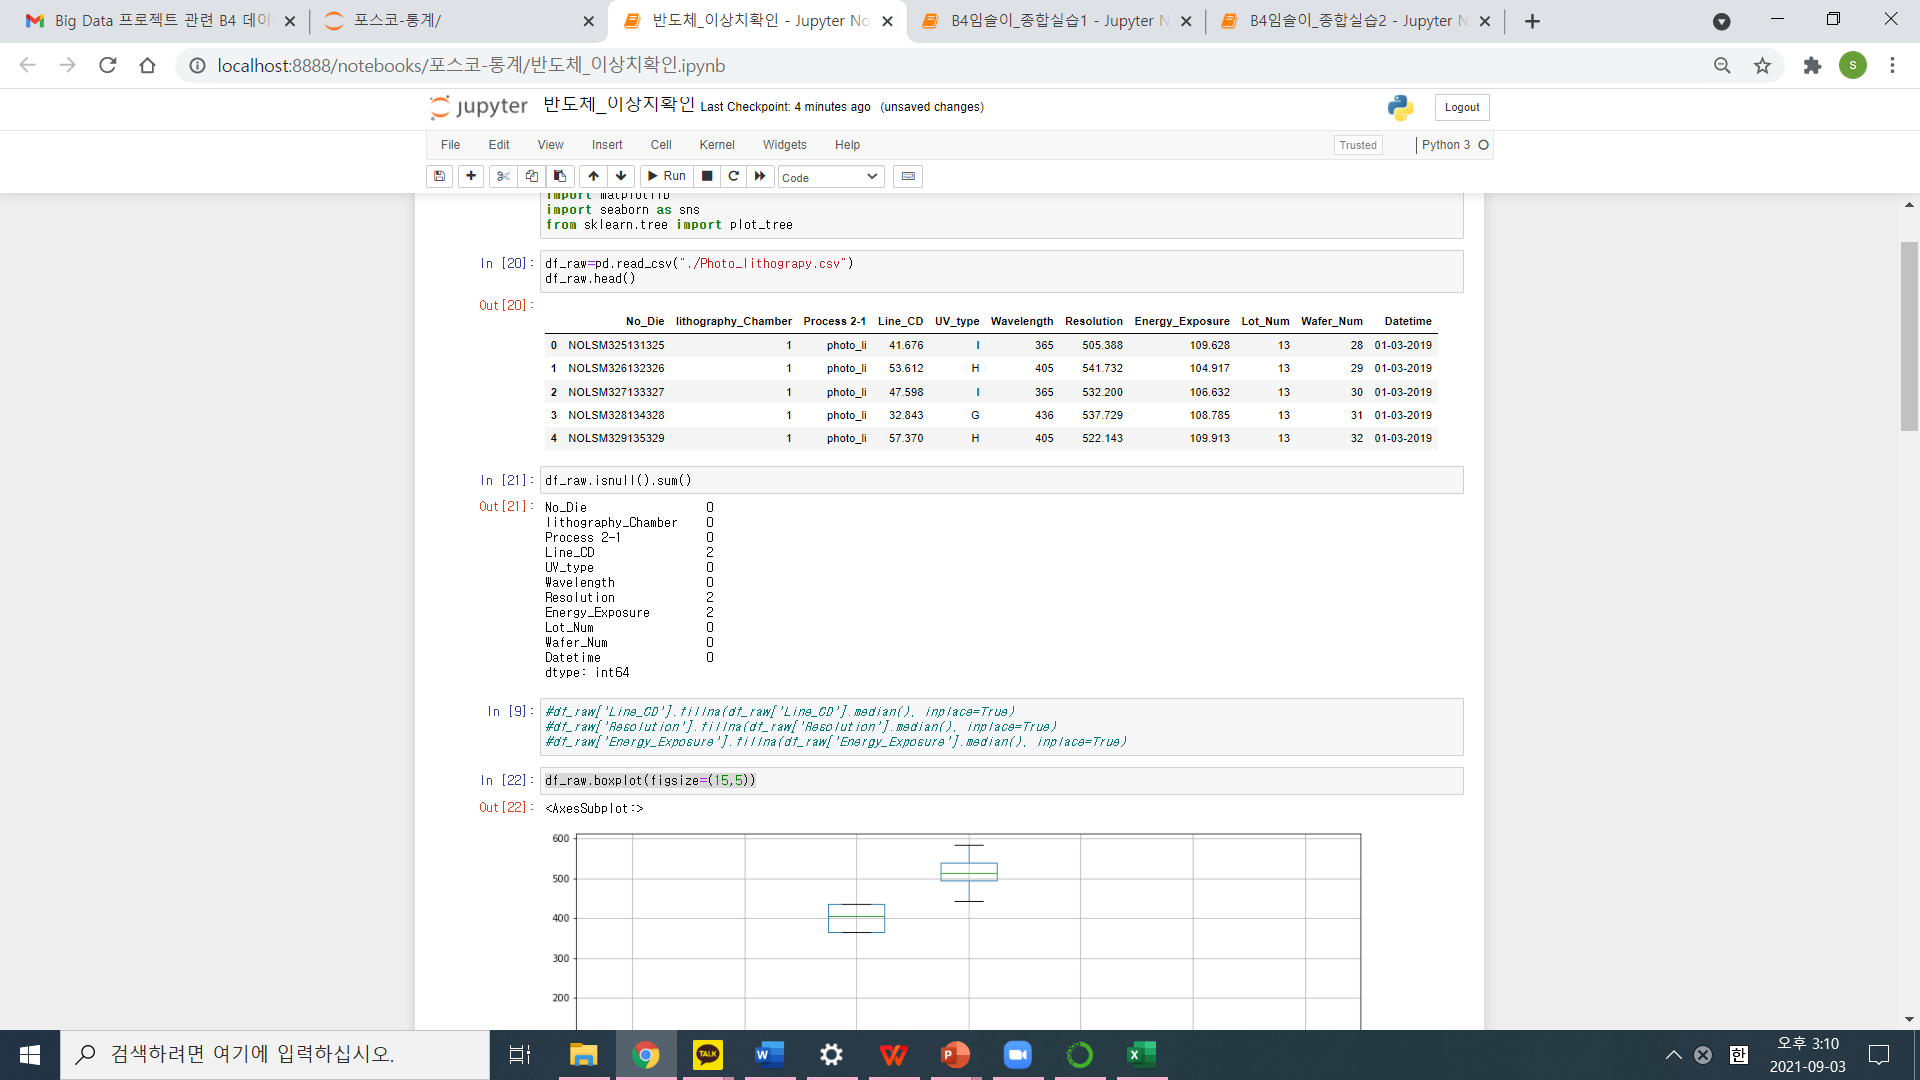 Big Data 프로젝트 관련 B4 데이
포스코-통계/
반도체_이상치확인 - Jupyter No
B4임솔이_종합실습1 - Jupyter N
B4임솔이_종합실습2 - Jupyter N
localhost:8888/notebooks/포스코-통계/반도체_이상치확인.ipynb
s
jupyter 반도체_이상치확인 Last Checkpoint: 4 minutes ago (unsaved changes)
Logout
File Edit View Insert Cell Kernel Widgets Help
Trusted
Python 3
Run
Code
import matplotlib
import seaborn as sns
from sklearn.tree import plot_tree
In [20]: df_raw=pd.read_csv("./Photo_lithograpy.csv")
df_raw.head()
Out[20]:
No_Die lithography_Chamber Process 2-1 Line_CD UV_type Wavelength Resolution Energy_Exposure Lot_Num Wafer_Num Datetime
0 NOLSM325131325 1 photo_li 41.676 I 365 505.388 109.628 13 28 01-03-2019
1 NOLSM326132326 1 photo_li 53.612 H 405 541.732 104.917 13 29 01-03-2019
2 NOLSM327133327 1 photo_li 47.598 I 365 532.200 106.632 13 30 01-03-2019
3 NOLSM328134328 1 photo_li 32.843 G 436 537.729 108.785 13 31 01-03-2019
4 NOLSM329135329 1 photo_li 57.370 H 405 522.143 109.913 13 32 01-03-2019
In [21]: df_raw.isnull().sum()
Out[21]: No_Die 0
lithography_Chamber 0
Process 2-1 0
Line_CD 2
UV_type 0
Wavelength 0
Resolution 2
Energy_Exposure 2
Lot_Num 0
Wafer_Num 0
Datetime 0
dtype: int64
In [9]: #df_raw['Line_CD'].fillna(df_raw['Line_CD'].median(), inplace=True)
#df_raw['Resolution'].fillna(df_raw['Resolution'].median(), inplace=True)
#df_raw['Energy_Exposure'].fillna(df_raw['Energy_Exposure'].median(), inplace=True)
In [22]: df_raw.boxplot(figsize=(15,5))
Out[22]: <AxesSubplot:>
600
500
400
300
200
검색하려면 여기에 입력하십시오.
TALK
W
P
X
한
오후 3:10
2021-09-03